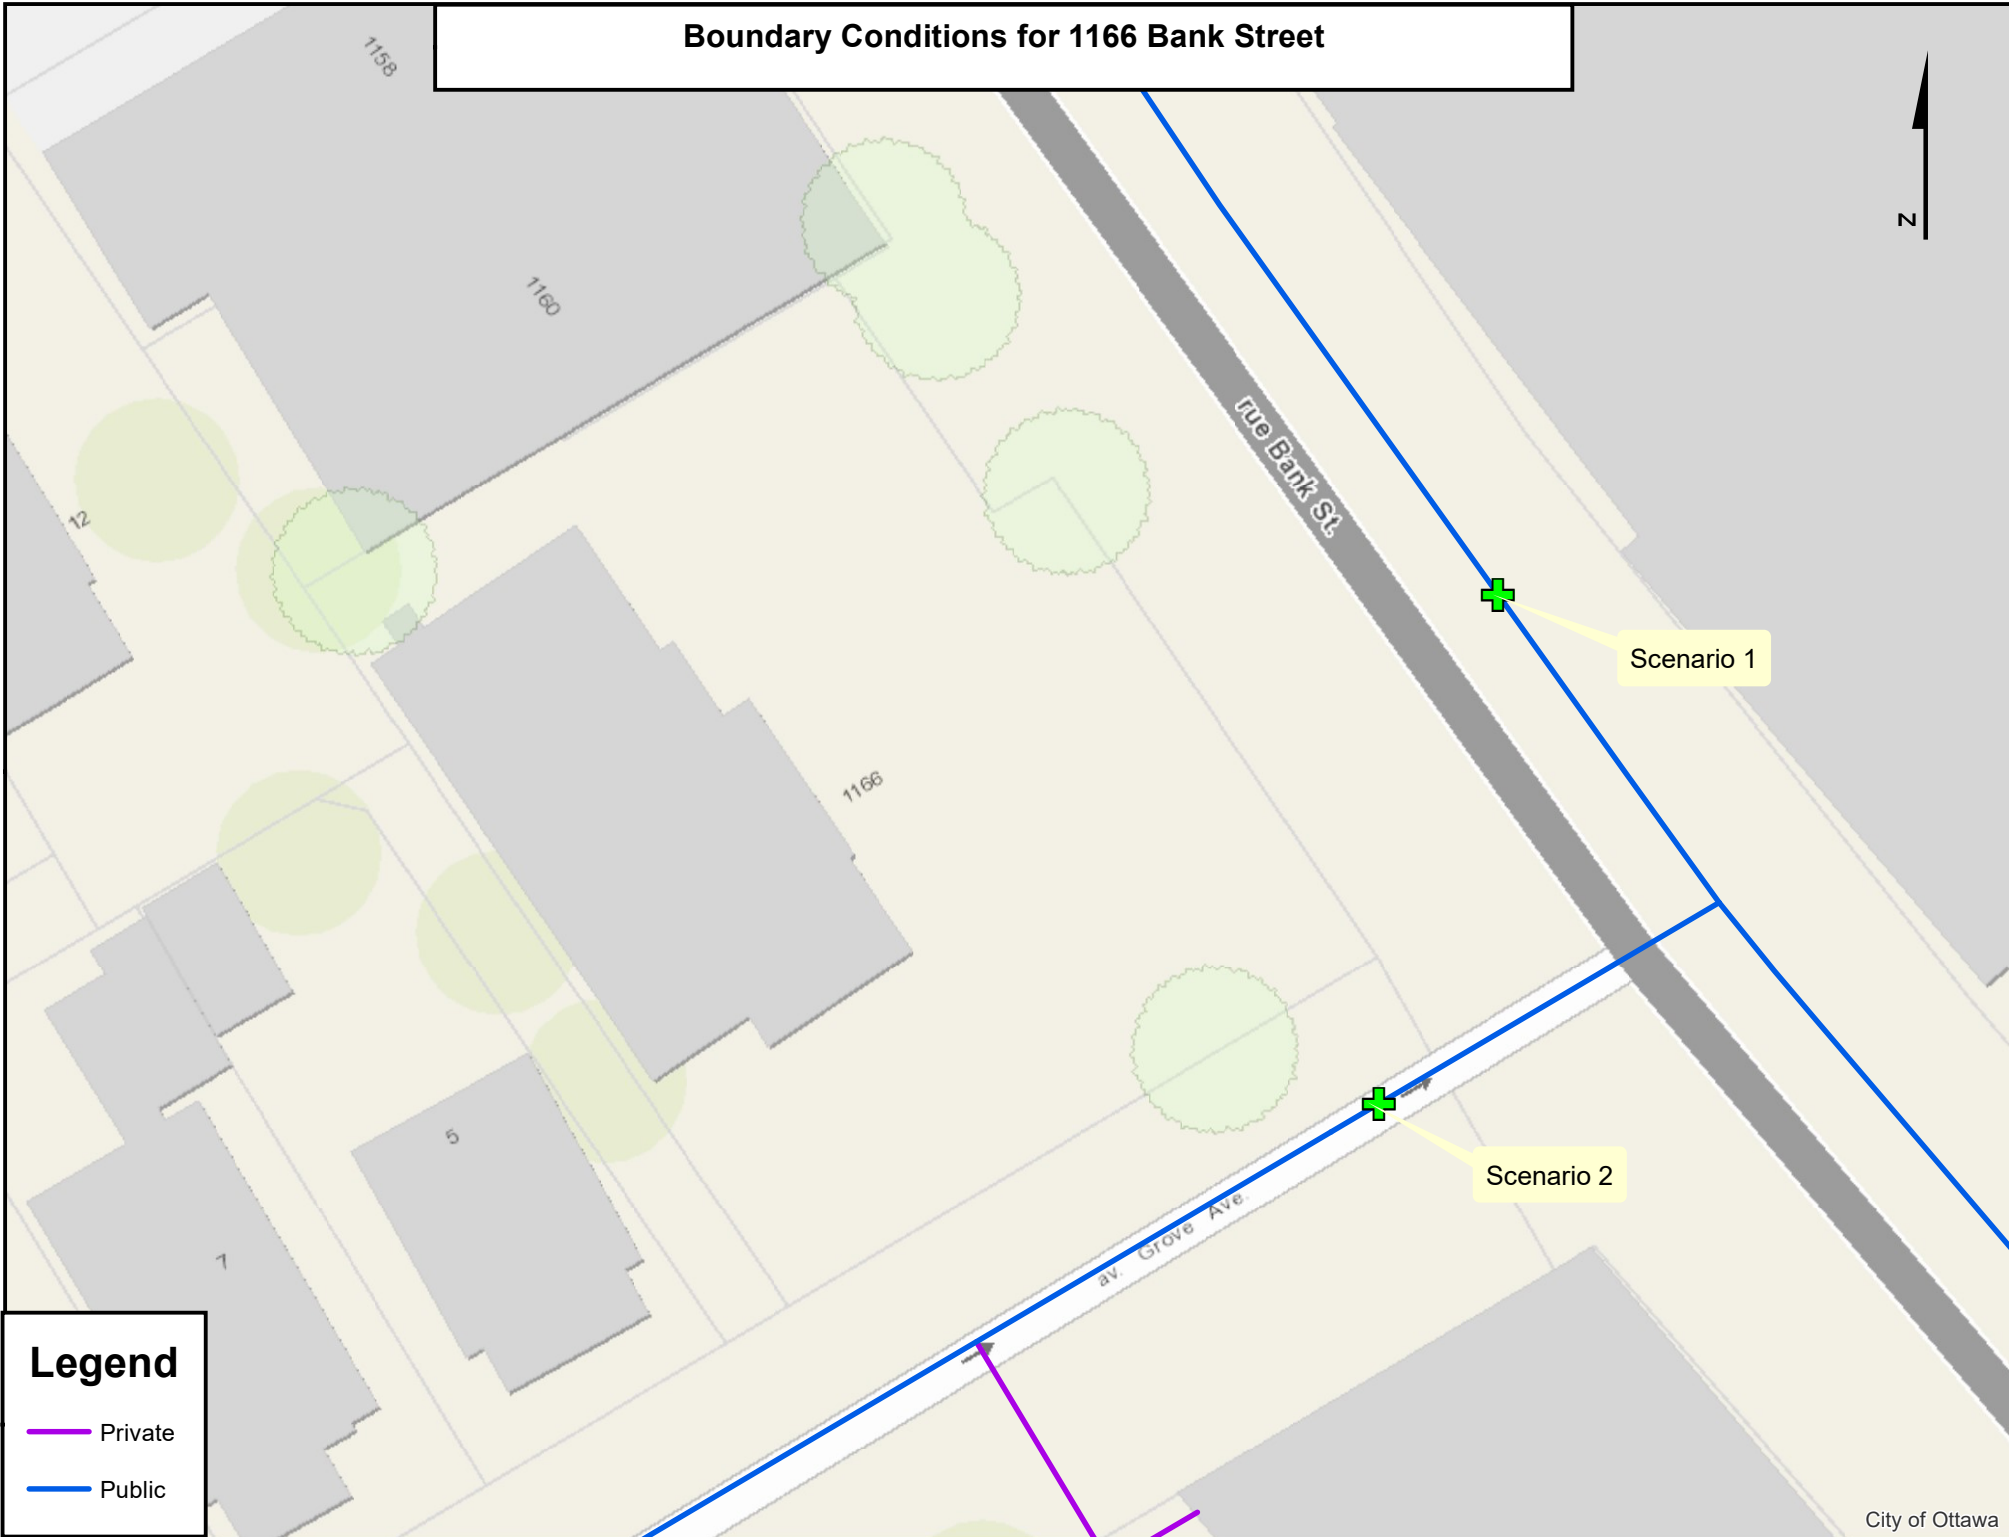 Boundary Conditions for 1166 Bank Street
1158
N
1160
rue Bank St.
12
Scenario 1
1166
5
Scenario 2
av. Grove Ave.
7
Legend
Private
Public
City of Ottawa